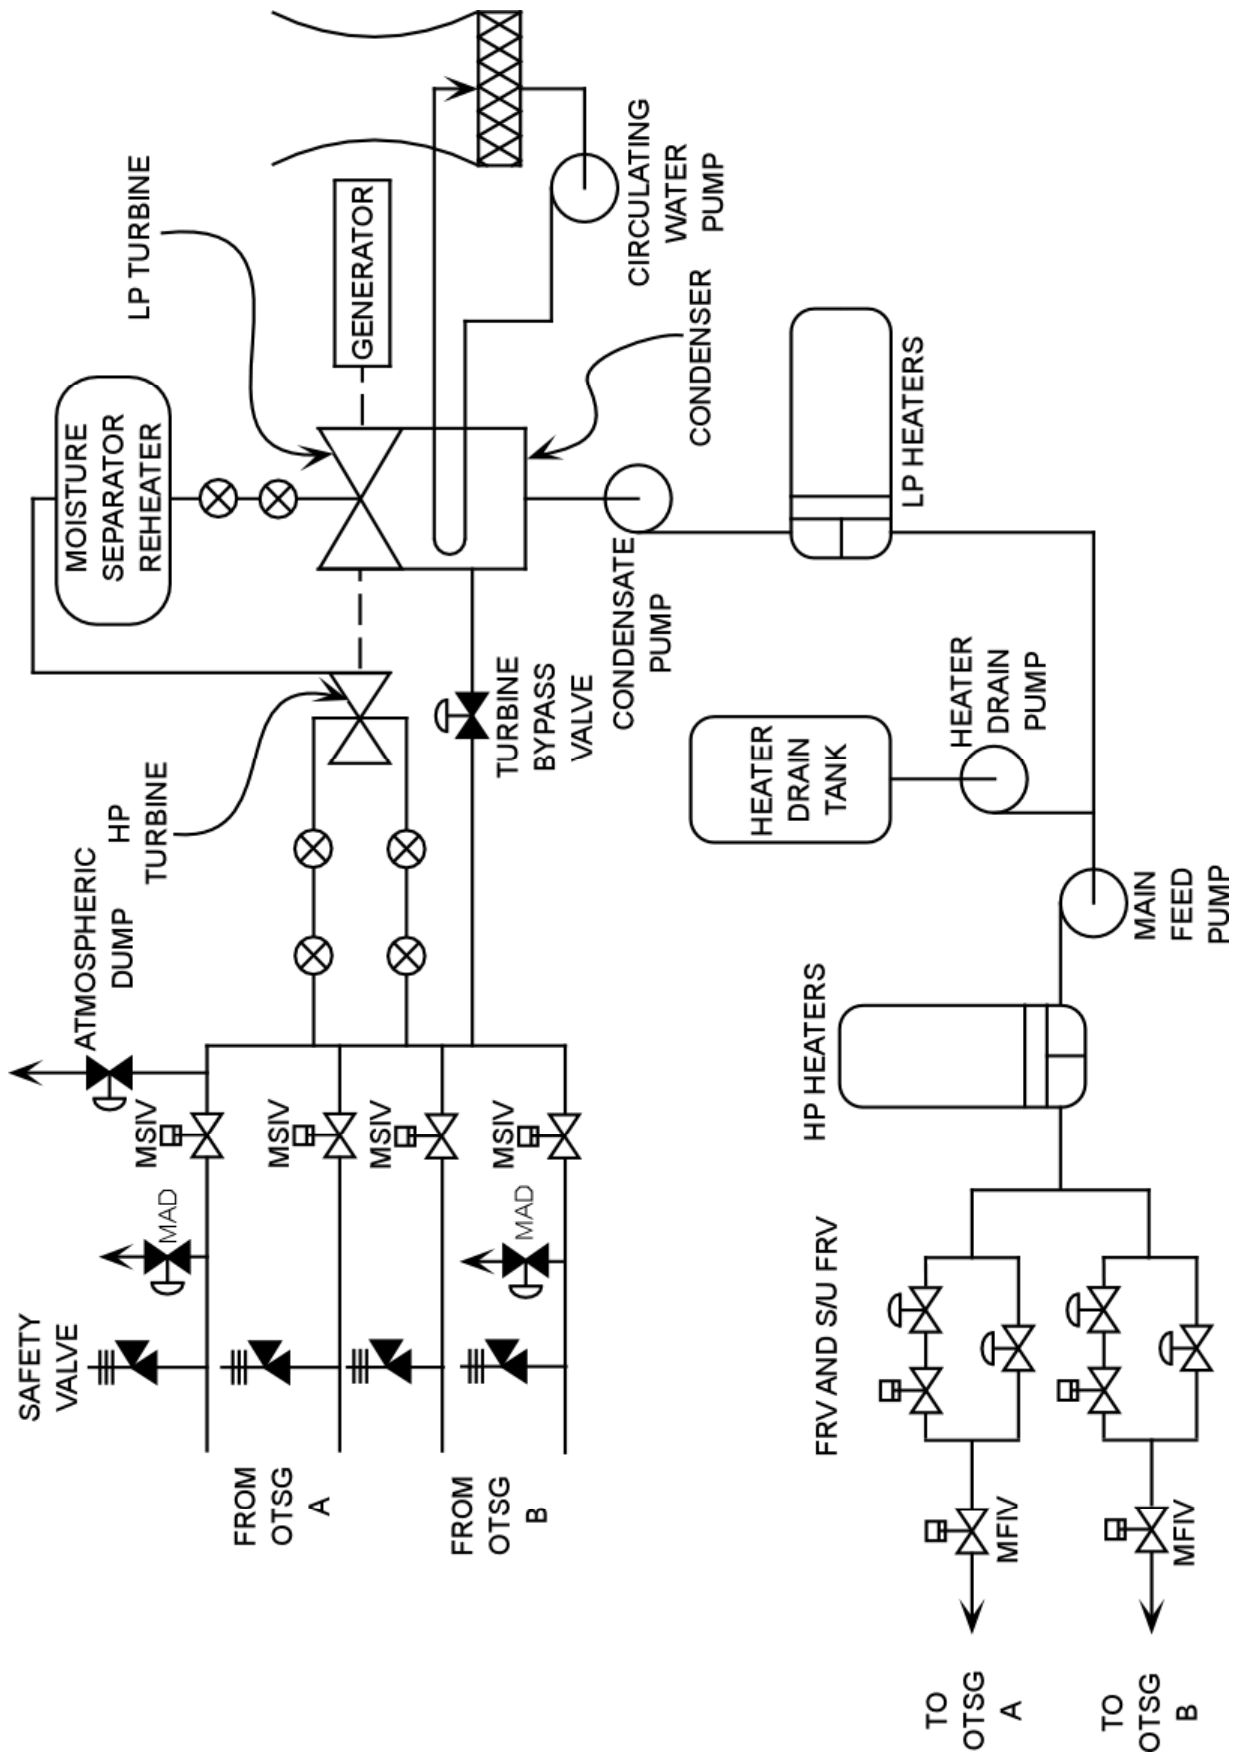 LP TURBINE
MOISTURE
SEPARATOR
REHEATER
GENERATOR
CIRCULATING
WATER
PUMP
CONDENSER
ATMOSPHERIC
DUMP
HP
TURBINE
TURBINE
BYPASS
VALVE
CONDENSATE
PUMP
LP HEATERS
SAFETY
VALVE
MAD
MSIV
MSIV
MSIV
MAD
MSIV
FROM
OTSG
A
FROM
OTSG
B
HEATER
DRAIN
TANK
HEATER
DRAIN
PUMP
MAIN
FEED
PUMP
HP HEATERS
FRV AND S/U FRV
MFIV
MFIV
TO
OTSG
A
TO
OTSG
B